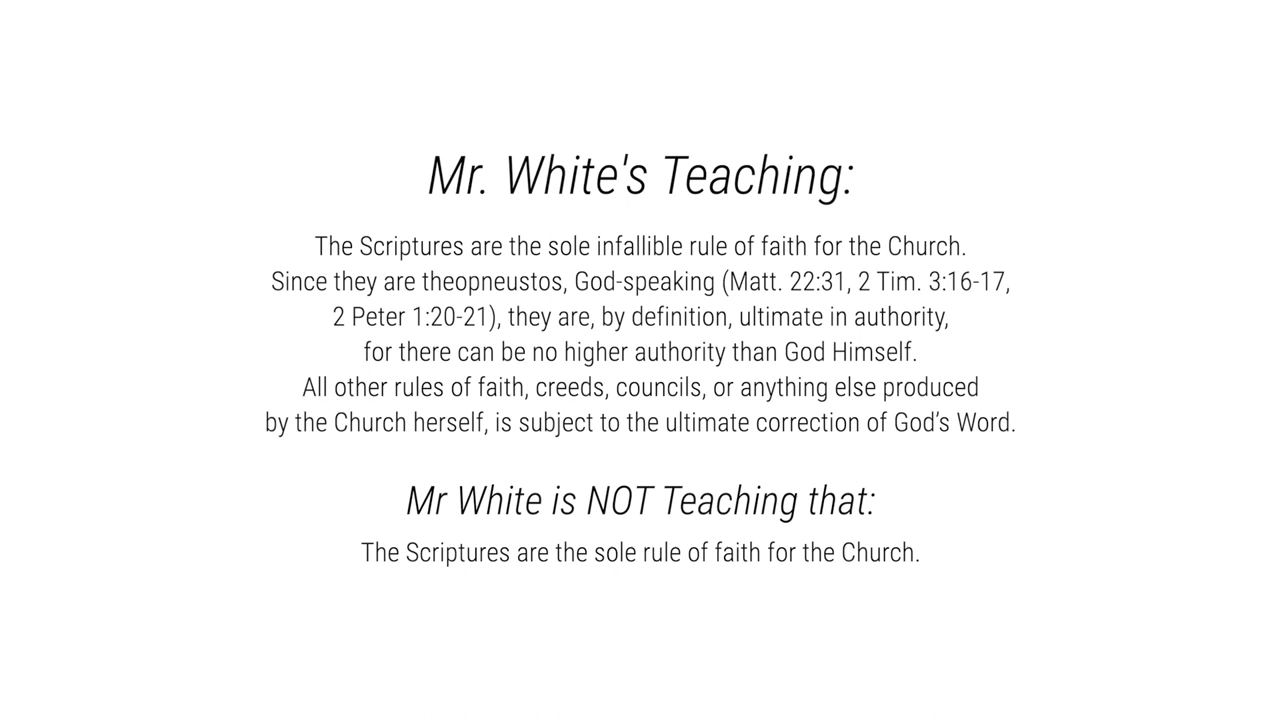 Mr. White's Teaching:
The Scriptures are the sole infallible rule of faith for the Church.
Since they are theopneustos, God-speaking (Matt. 22:31, 2 Tim. 3:16-17,
2 Peter 1:20-21), they are, by definition, ultimate in authority,
for there can be no higher authority than God Himself.
All other rules of faith, creeds, councils, or anything else produced
by the Church herself, is subject to the ultimate correction of God’s Word.
Mr White is NOT Teaching that:
The Scriptures are the sole rule of faith for the Church.